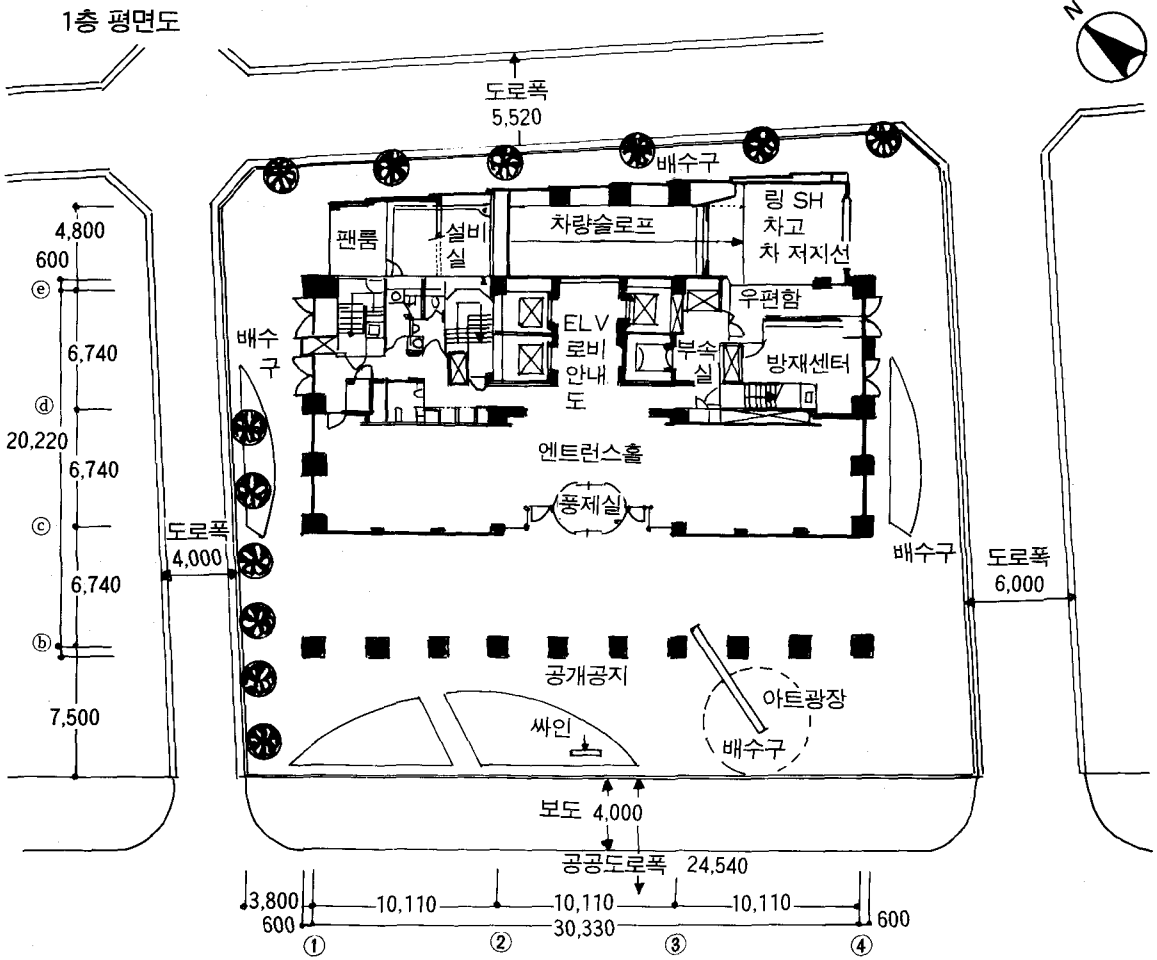 1층 평면도
N
도로폭
5,520
배수구
링 SH
차고
차 저지선
차량슬로프
팬룸
설비
실
4,800
600
ⓔ
우편함
ELV
로비
안내
도
부속
실
방재센터
배수
구
6,740
ⓓ
20,220
6,740
엔트런스홀
풍제실
ⓒ
도로폭
4,000
배수구
도로폭
6,000
6,740
ⓑ
공개공지
아트광장
7,500
싸인
배수구
보도 4,000
공공도로폭 24,540
3,800
10,110
10,110
10,110
600
30,330
600
①
②
③
④